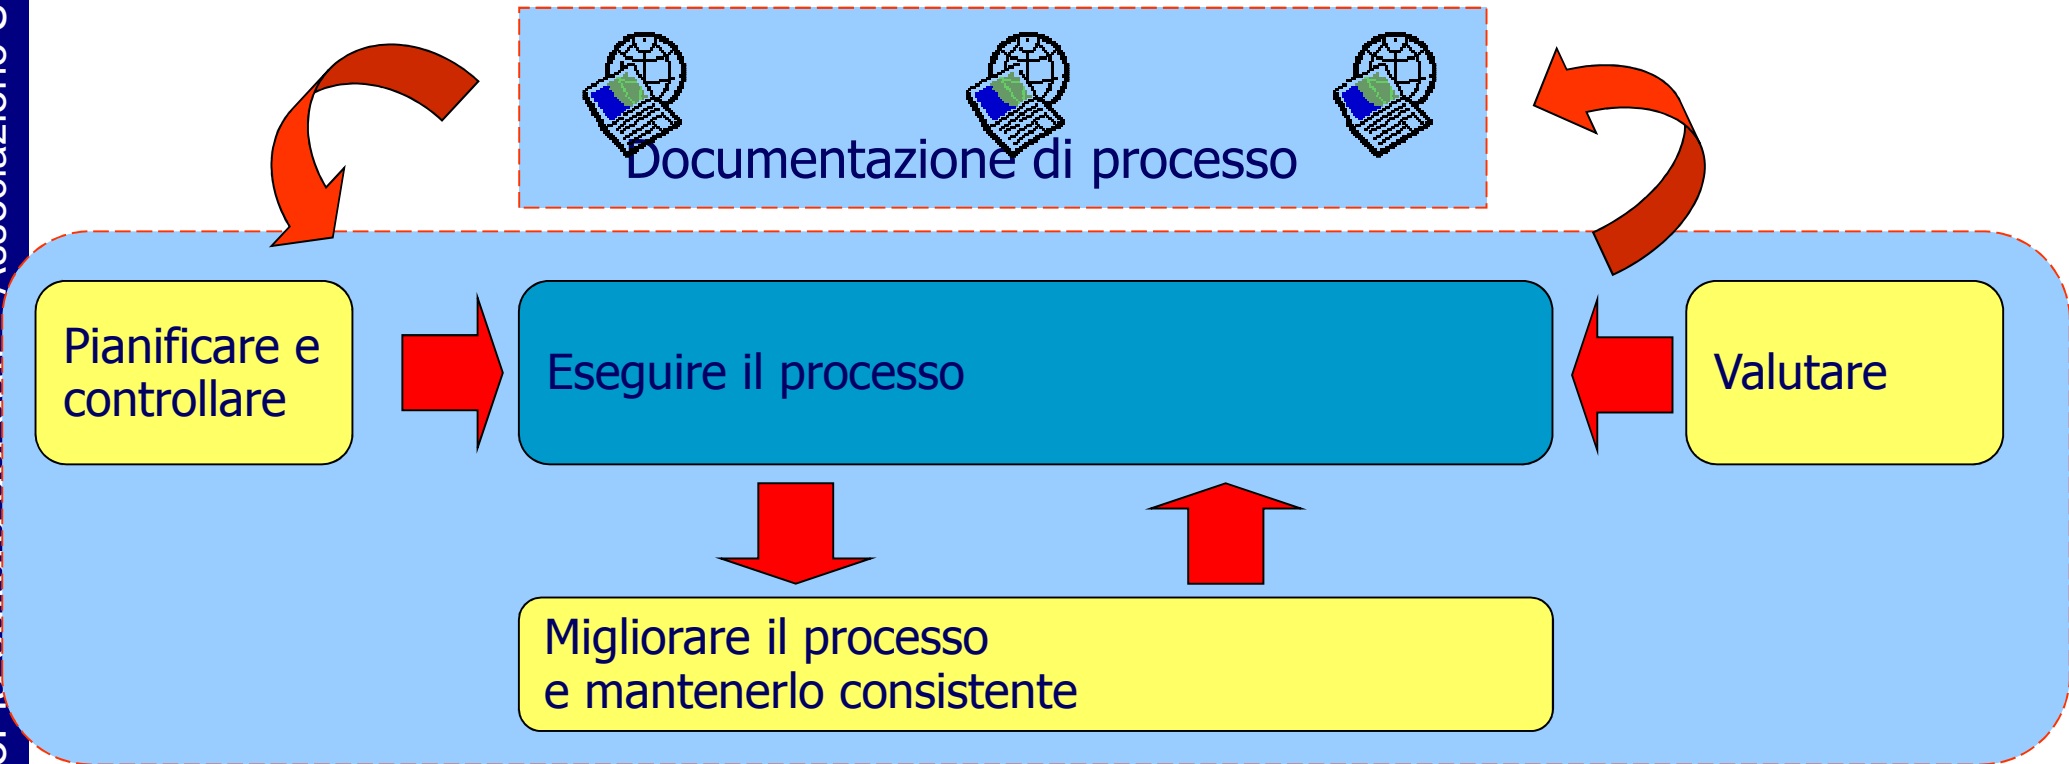 Documentazione di processo
Pianificare e
controllare
Eseguire il processo
Valutare
Migliorare il processo
e mantenerlo consistente